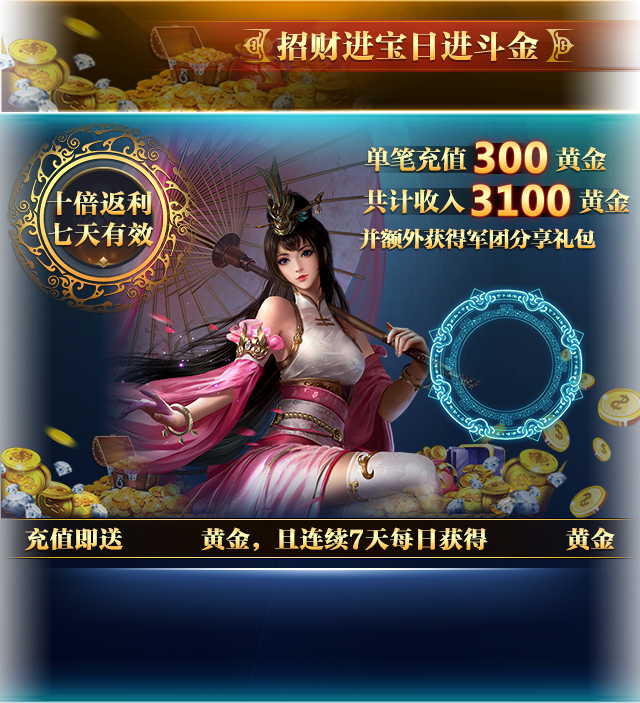 招财进宝日进斗金
单笔充值 300 黄金
共计收入 3100 黄金
并额外获得军团分享礼包
十倍返利
七天有效
充值即送 黄金，且连续7天每日获得 黄金